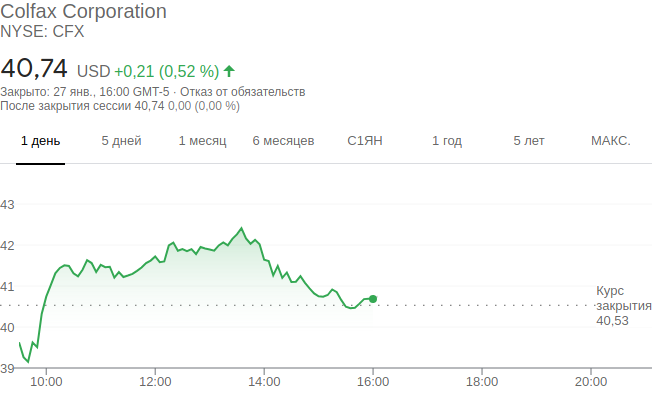 Colfax Corporation
NYSE: CFX
40,74 USD +0,21 (0,52 %)
Закрыто: 27 янв., 16:00 GMT-5 · Отказ от обязательств
После закрытия сессии 40,74 0,00 (0,00 %)
1 день 5 дней 1 месяц 6 месяцев С1ЯН 1 год 5 лет МАКС.
43
42
41
40
39
Курс
закрытия
40,53
10:00 12:00 14:00 16:00 18:00 20:00